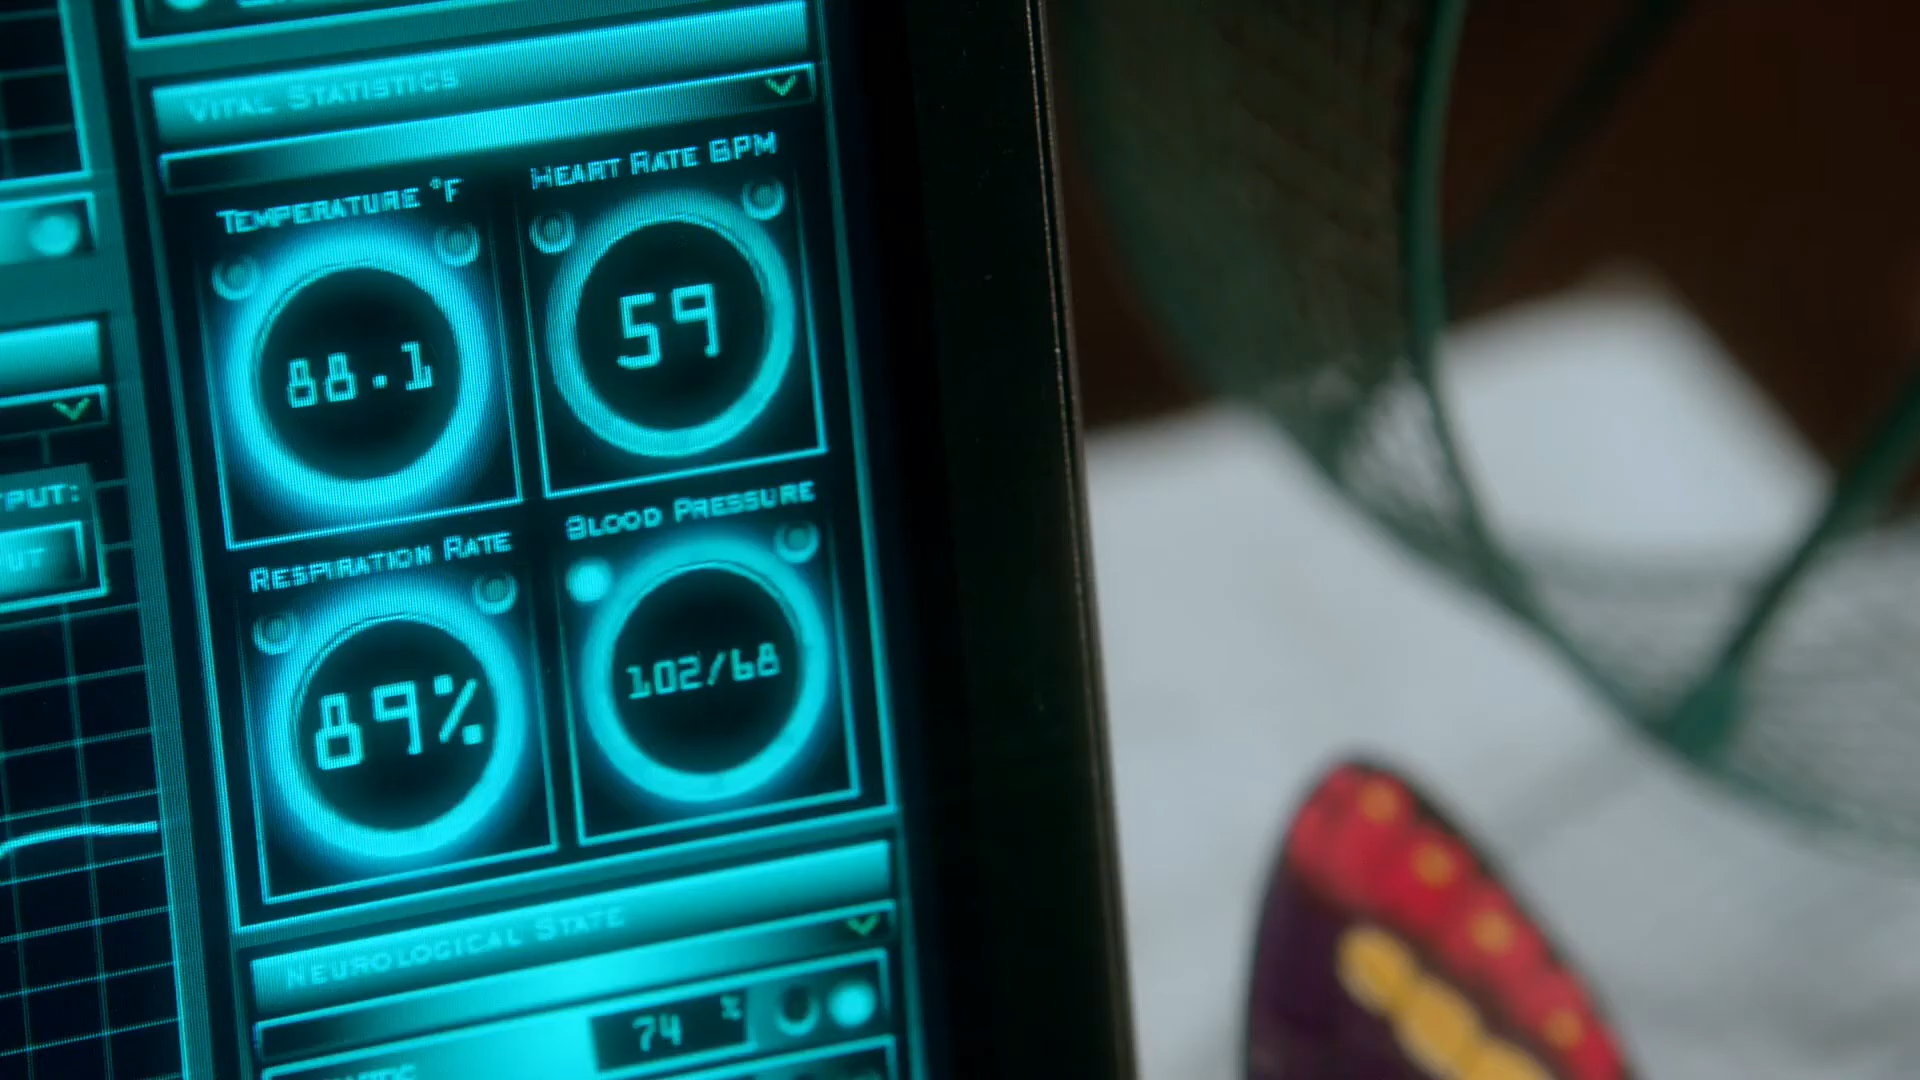 VITAL STATISTICS
TEMPERATURE °F
HEART RATE BPM
88.1
59
RESPIRATION RATE
BLOOD PRESSURE
89%
102/68
NEUROLOGICAL STATE
74 %